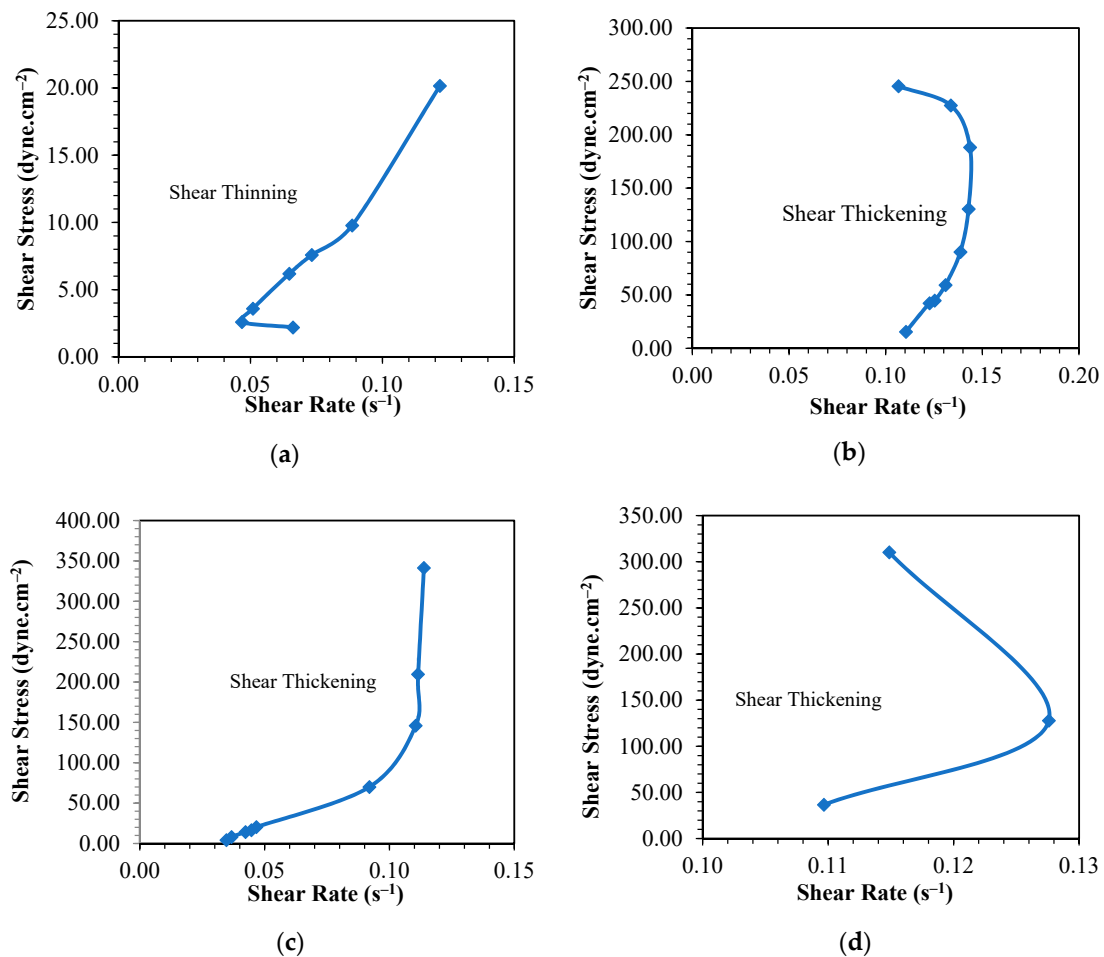 25.00
20.00
15.00
10.00
5.00
0.00
Shear Stress (dyne.cm⁻²)
Shear Thinning
0.00 0.05 0.10 0.15
Shear Rate (s⁻¹)
(a)
300.00
250.00
200.00
150.00
100.00
50.00
0.00
Shear Stress (dyne.cm⁻²)
Shear Thickening
0.00 0.05 0.10 0.15 0.20
Shear Rate (s⁻¹)
(b)
400.00
350.00
300.00
250.00
200.00
150.00
100.00
50.00
0.00
Shear Stress (dyne.cm⁻²)
Shear Thickening
0.00 0.05 0.10 0.15
Shear Rate (s⁻¹)
(c)
350.00
300.00
250.00
200.00
150.00
100.00
50.00
0.00
Shear Stress (dyne.cm⁻²)
Shear Thickening
0.10 0.11 0.12 0.13
Shear Rate (s⁻¹)
(d)